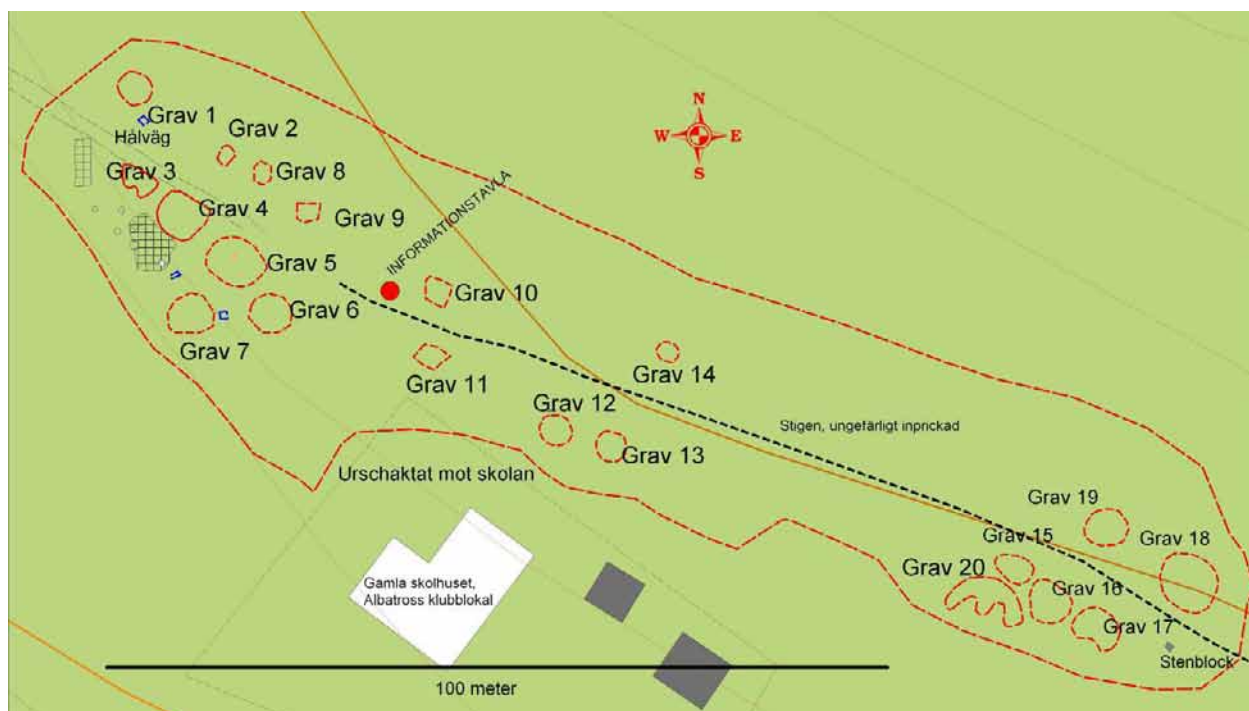 Grav 1
Hålväg
Grav 2
Grav 3
Grav 8
Grav 4
Grav 9
INFORMATIONSTAVLA
N
W E
S
Grav 5
Grav 10
Grav 6
Grav 7
Grav 11
Grav 14
Grav 12
Grav 13
Stigen, ungefärligt inprickad
Urschaktat mot skolan
Grav 19
Grav 15
Grav 18
Grav 20
Grav 16
Grav 17
Stenblock
Gamla skolhuset,
Albatross klubblokal
100 meter